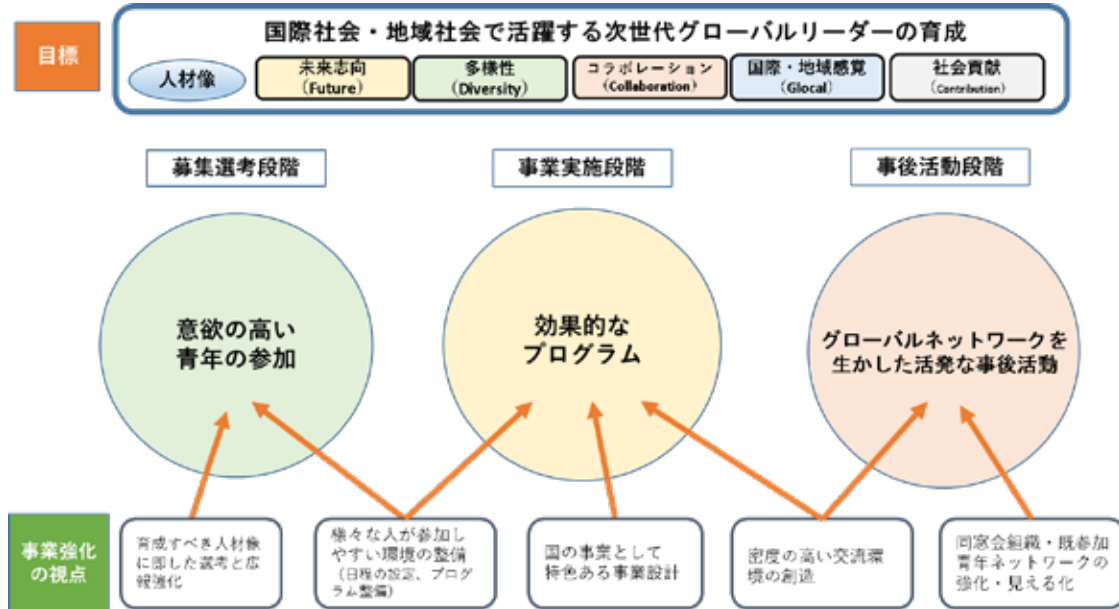 目標
国際社会・地域社会で活躍する次世代グローバルリーダーの育成
人材像
未来志向
(Future)
多様性
(Diversity)
コラボレーション
(Collaboration)
国際・地域感覚
(Glocal)
社会貢献
(Contribution)
募集選考段階
事業実施段階
事後活動段階
意欲の高い
青年の参加
効果的な
プログラム
グローバルネットワークを
生かした活発な事後活動
事業強化
の視点
育成すべき人材像
に即した選考と広
報強化
様々な人が参加し
やすい環境の整備
(日程の設定、プログ
ラム整備)
国の事業として
特色ある事業設計
密度の高い交流環
境の創造
同窓会組織・既参加
青年ネットワークの
強化・見える化